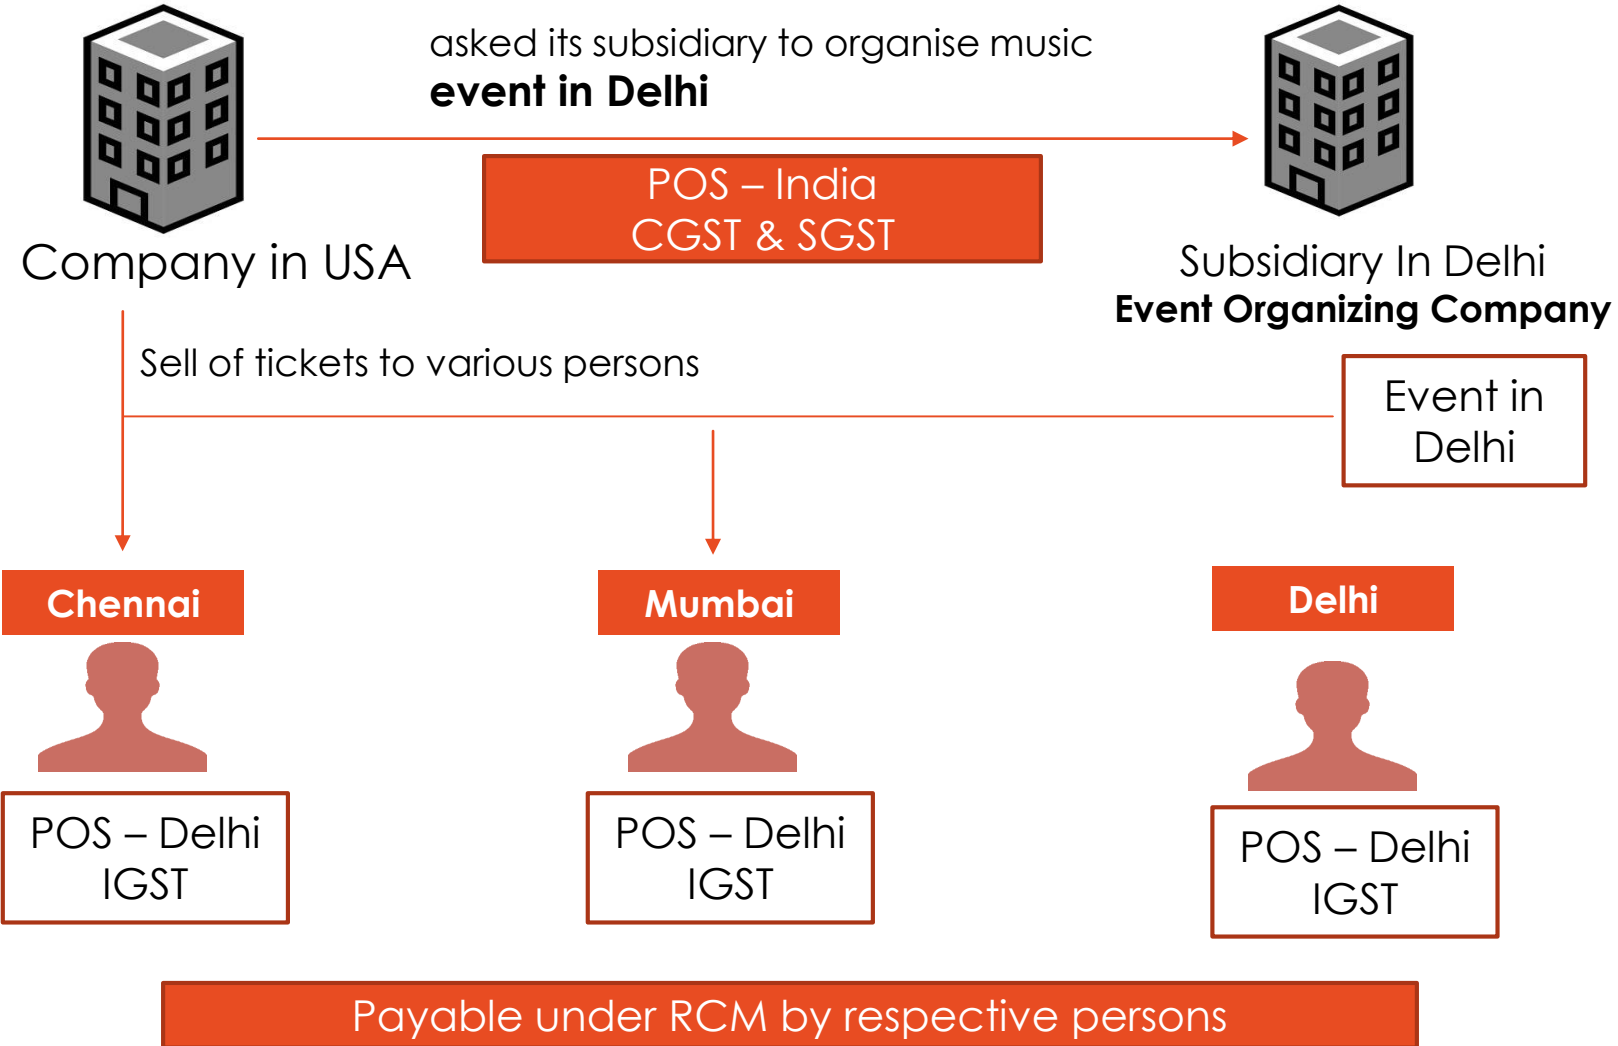 asked its subsidiary to organise music
event in Delhi
POS – India
CGST & SGST
Company in USA
Subsidiary In Delhi
Event Organizing Company
Sell of tickets to various persons
Event in
Delhi
Chennai
Mumbai
Delhi
POS – Delhi
IGST
POS – Delhi
IGST
POS – Delhi
IGST
Payable under RCM by respective persons